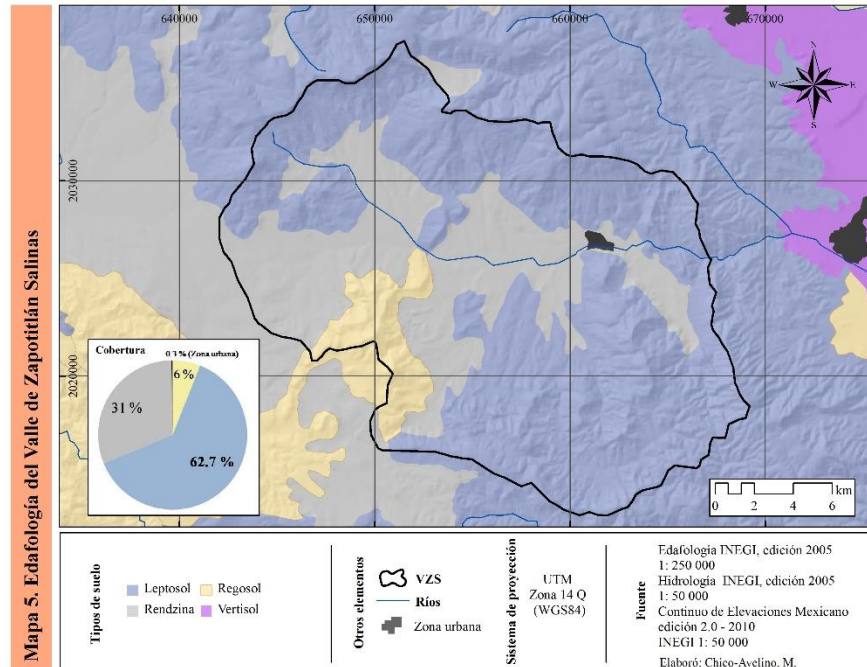 Mapa 5. Edafología del Valle de Zapotitlán Salinas
640000
650000
660000
670000
2030000
2020000
N
W
E
S
Cobertura
0.3 % (Zona urbana)
6 %
31 %
62.7 %
0 2 4 6 km
Tipos de suelo
Leptosol
Regosol
Rendzina
Vertisol
Otros elementos
VZS
Ríos
Zona urbana
Sistema de proyección
UTM
Zona 14 Q
(WGS84)
Fuente
Edafología INEGI, edición 2005
1: 250 000
Hidrología INEGI, edición 2005
1: 50 000
Continuo de Elevaciones Mexicano
edición 2.0 - 2010
INEGI 1: 50 000
Elaboró: Chico-Avelino, M.